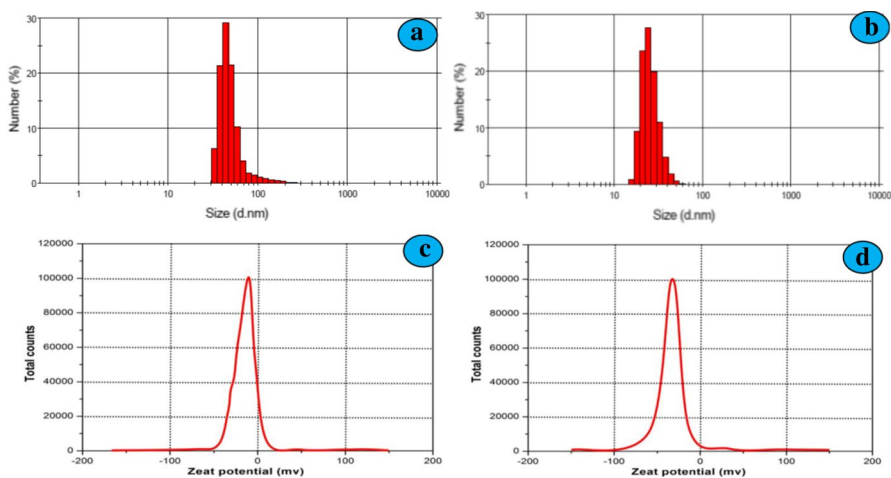 a
30
20
10
0
Number (%)
1 10 100 1000 10000
Size (d.nm)
b
30
20
10
0
Number (%)
1 10 100 1000 10000
Size (d.nm)
c
120000
100000
80000
60000
40000
20000
0
Total counts
-200 -100 0 100 200
Zeat potential (mv)
d
120000
100000
80000
60000
40000
20000
0
Total counts
-200 -100 0 100 200
Zeat potential (mv)